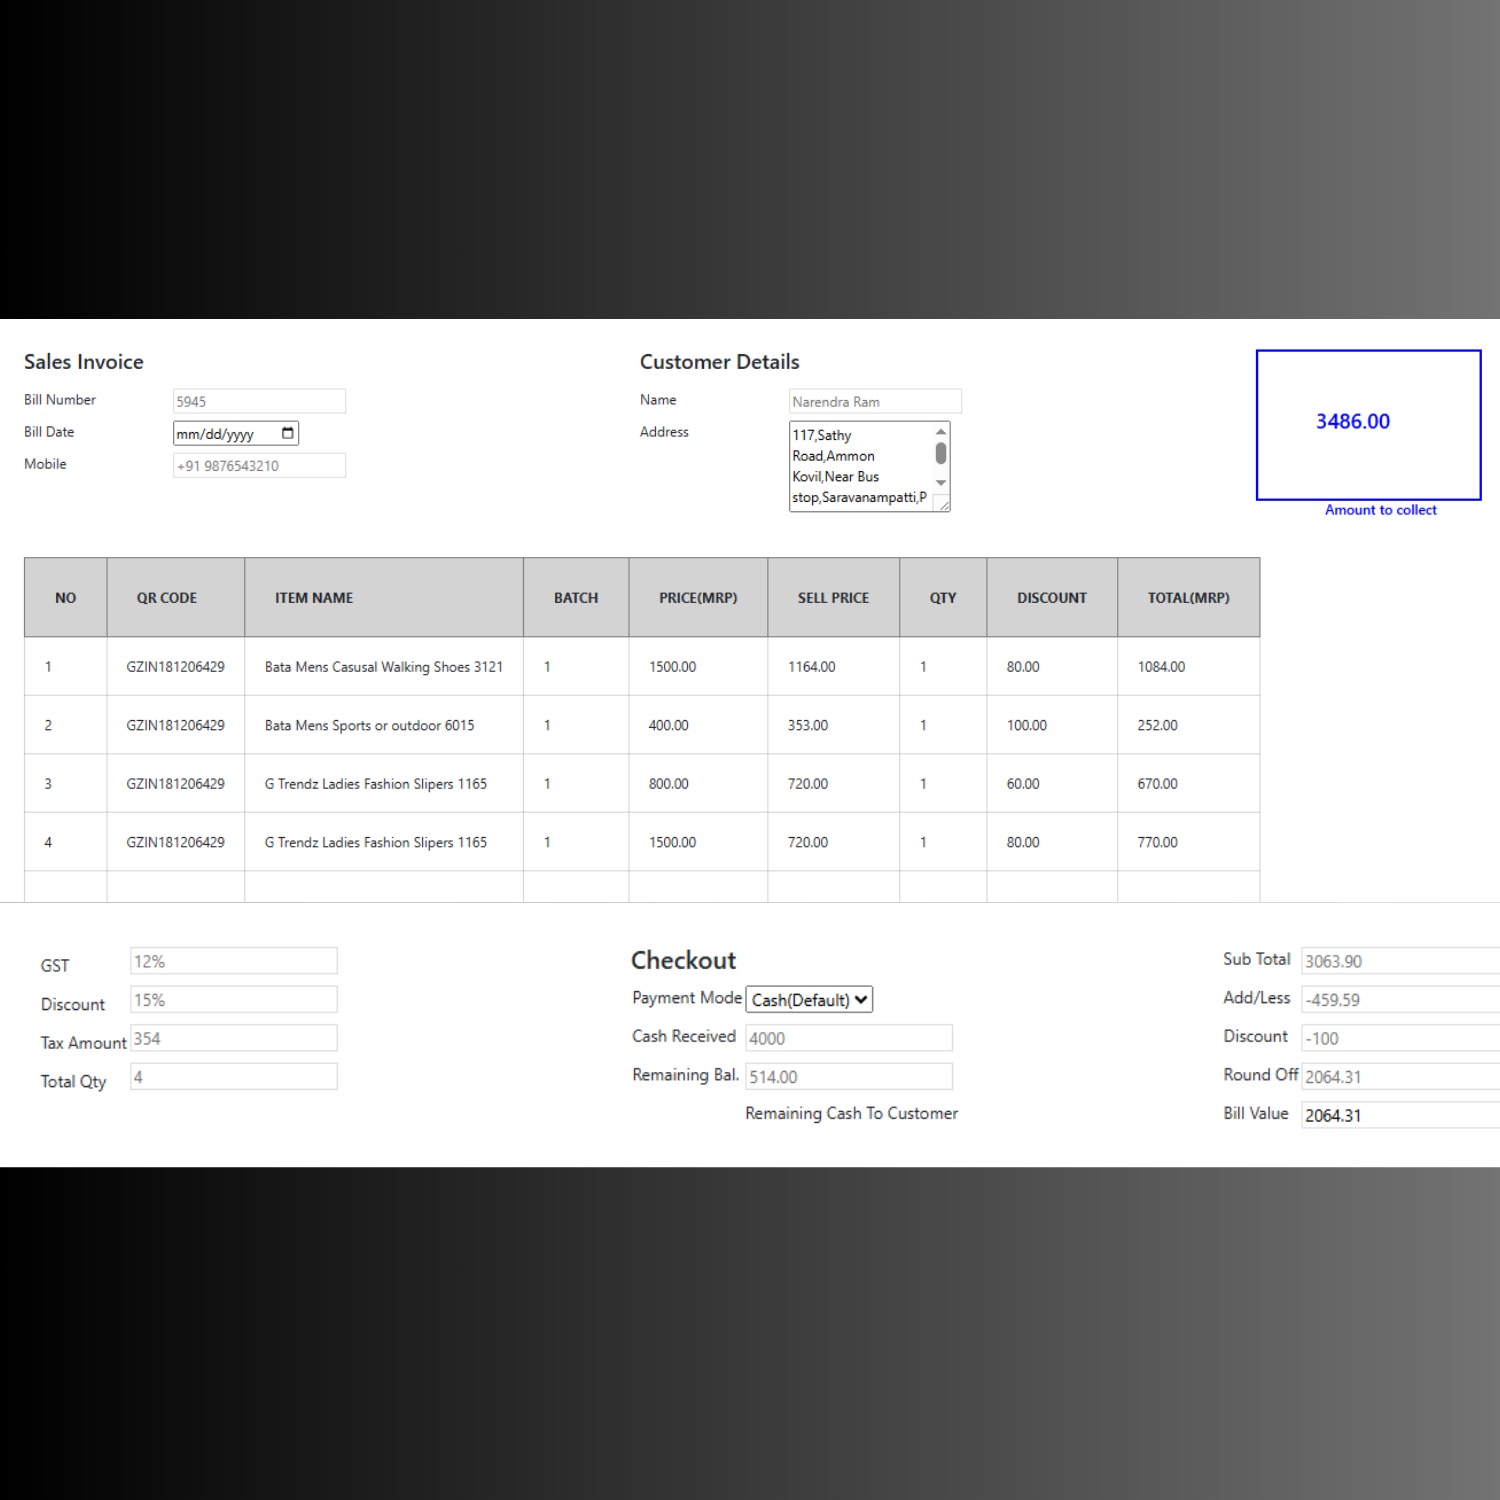 Sales Invoice
Bill Number 5945
Bill Date mm/dd/yyyy
Mobile +91 9876543210
Customer Details
Name Narendra Ram
Address 117,Sathy
Road,Ammon
Kovil,Near Bus
stop,Saravanampatti,P
3486.00
Amount to collect
NO QR CODE ITEM NAME BATCH PRICE(MRP) SELL PRICE QTY DISCOUNT TOTAL(MRP)
1 GZIN181206429 Bata Mens Casusal Walking Shoes 3121 1 1500.00 1164.00 1 80.00 1084.00
2 GZIN181206429 Bata Mens Sports or outdoor 6015 1 400.00 353.00 1 100.00 252.00
3 GZIN181206429 G Trendz Ladies Fashion Slipers 1165 1 800.00 720.00 1 60.00 670.00
4 GZIN181206429 G Trendz Ladies Fashion Slipers 1165 1 1500.00 720.00 1 80.00 770.00
GST 12%
Discount 15%
Tax Amount 354
Total Qty 4
Checkout
Payment Mode Cash(Default)
Cash Received 4000
Remaining Bal. 514.00
Remaining Cash To Customer
Sub Total 3063.90
Add/Less -459.59
Discount -100
Round Off 2064.31
Bill Value 2064.31